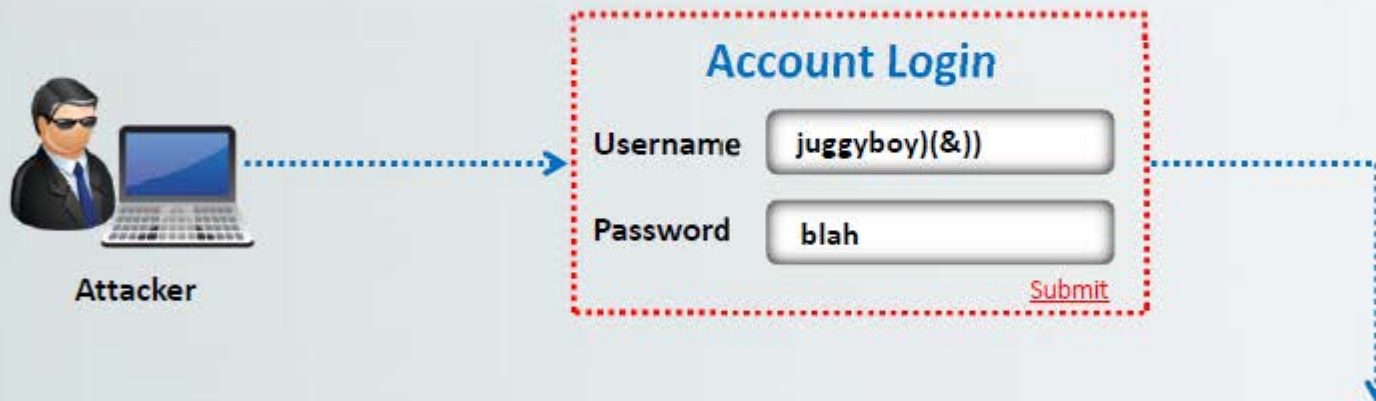 Account Login
Username juggyboy)(&))
Password blah
Submit
Attacker